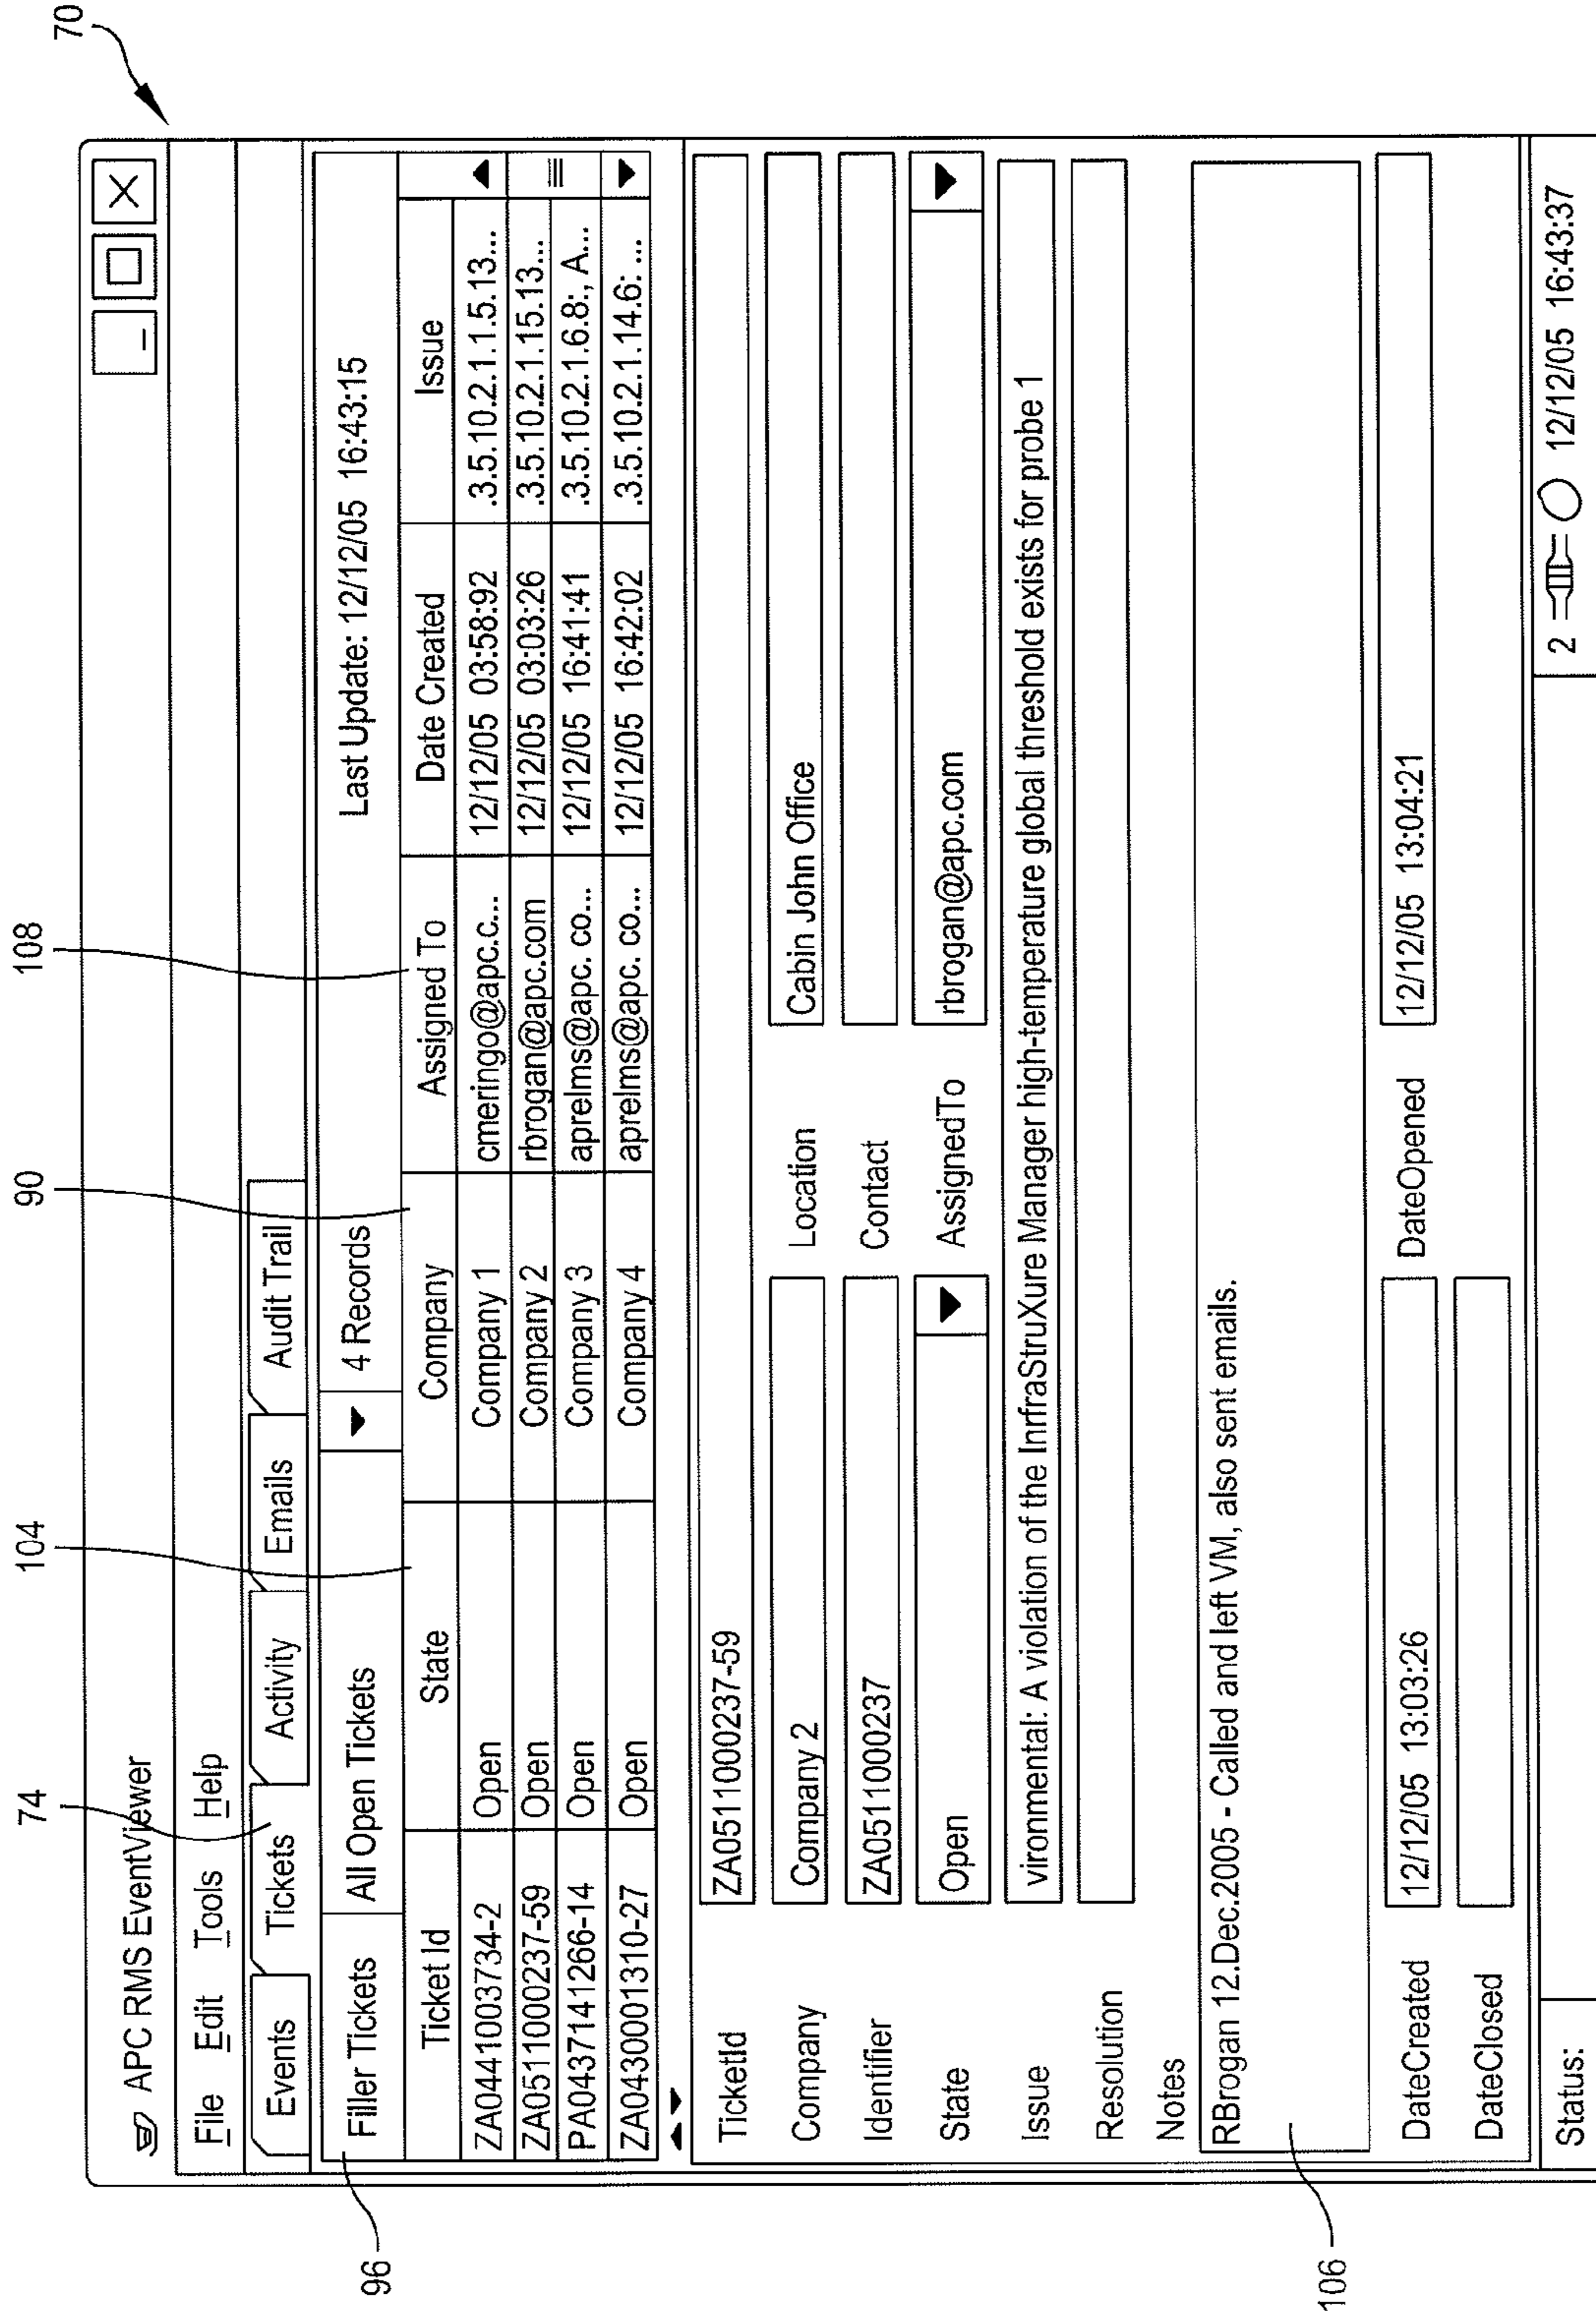 70
108
90
104
74
APC RMS EventViewer
File Edit Tools Help
Events Tickets Activity Emails Audit Trail
96
Filler Tickets All Open Tickets 4 Records Last Update: 12/12/05 16:43:15
Ticket Id State Company Assigned To Date Created Issue
ZA0441003734-2 Open Company 1 cmeringo@apc.c... 12/12/05 03:58:92 .3.5.10.2.1.1.5.13...
ZA0511000237-59 Open Company 2 rbrogan@apc.com 12/12/05 03:03:26 .3.5.10.2.1.15.13...
PA0437141266-14 Open Company 3 aprelms@apc. co... 12/12/05 16:41:41 .3.5.10.2.1.6.8:, A...
ZA0430001310-27 Open Company 4 aprelms@apc. co... 12/12/05 16:42:02 .3.5.10.2.1.14.6: ...
TicketId ZA0511000237-59
Company Company 2 Location Cabin John Office
Identifier ZA0511000237 Contact
State Open AssignedTo rbrogan@apc.com
Issue vironmental: A violation of the InrfraStruXure Manager high-temperature global threshold exists for probe 1
Resolution
Notes
RBrogan 12.Dec.2005 - Called and left VM, also sent emails.
106
DateCreated 12/12/05 13:03:26 DateOpened 12/12/05 13:04:21
DateClosed
Status: 2 12/12/05 16:43:37